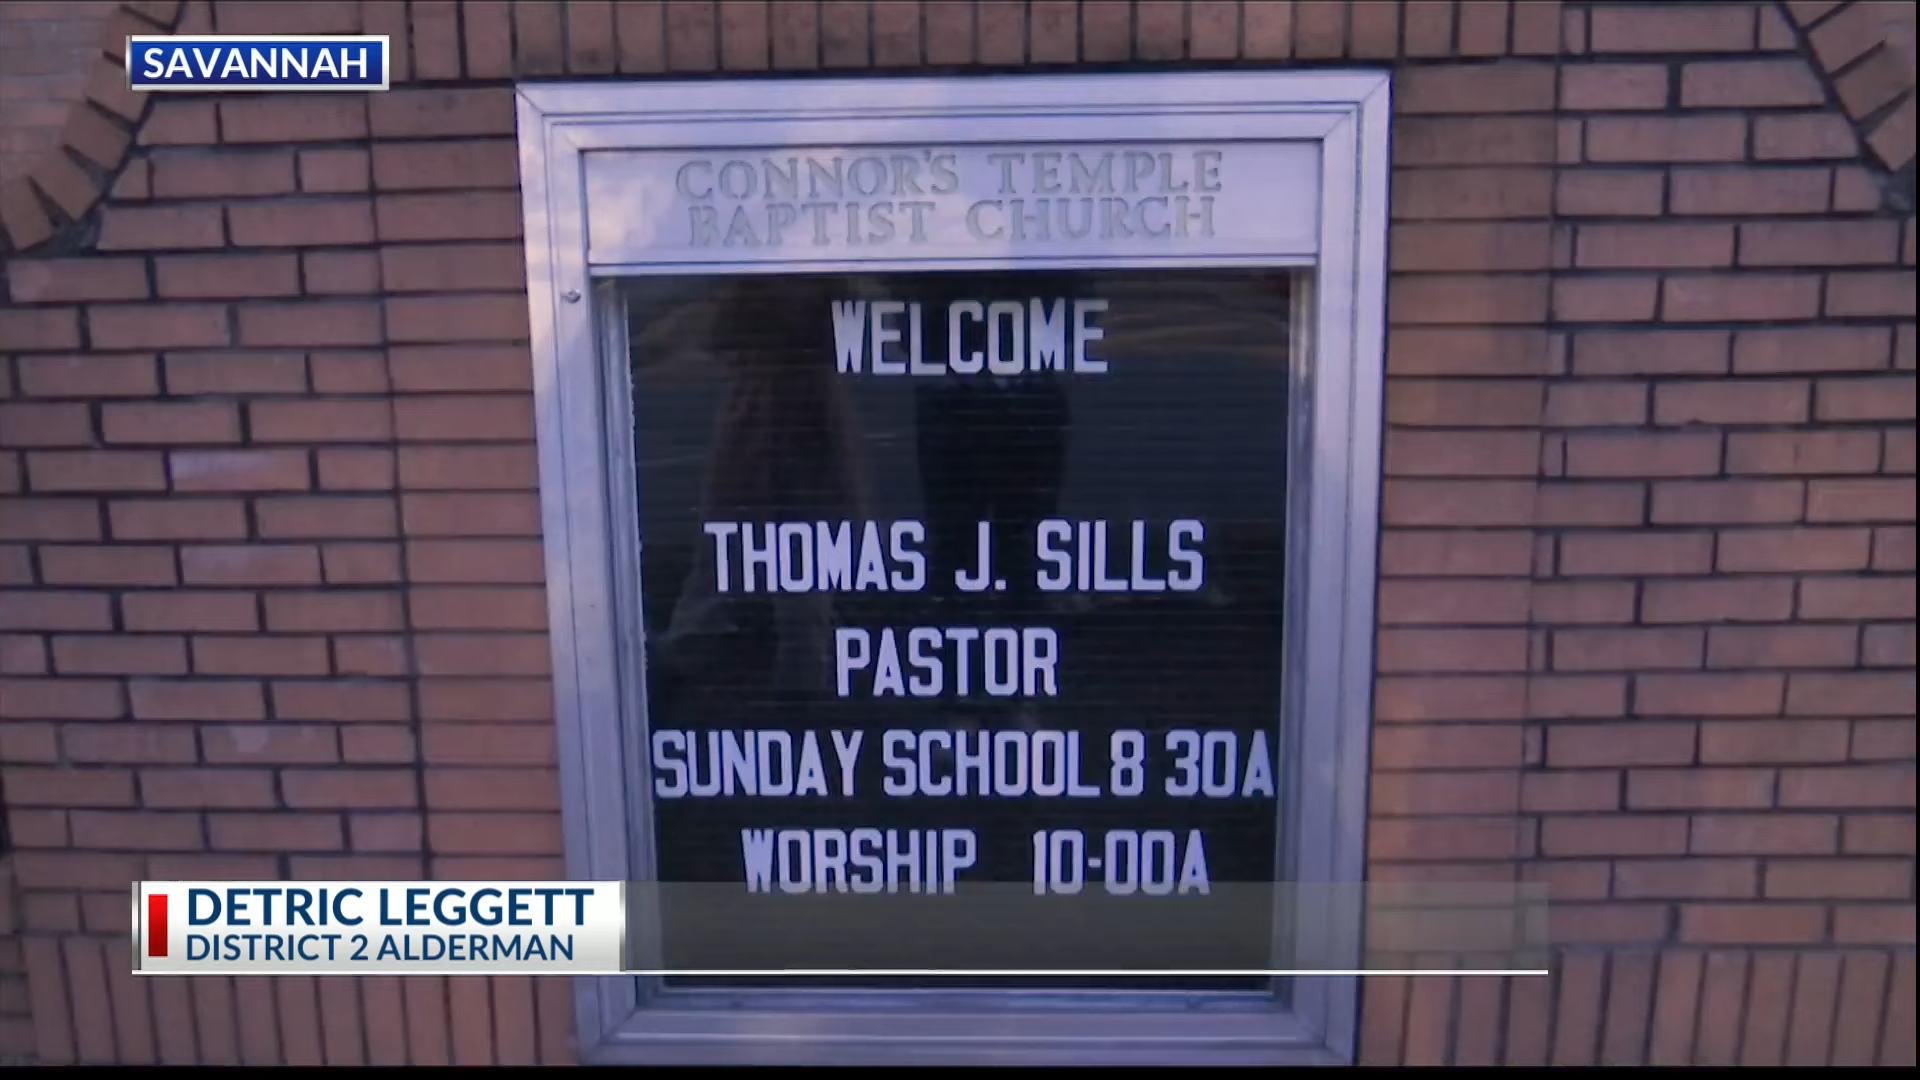 SAVANNAH
CONNOR'S TEMPLE
BAPTIST CHURCH
WELCOME
THOMAS J. SILLS
PASTOR
SUNDAY SCHOOL 8 30A
WORSHIP 10-00A
DETRIC LEGGETT
DISTRICT 2 ALDERMAN